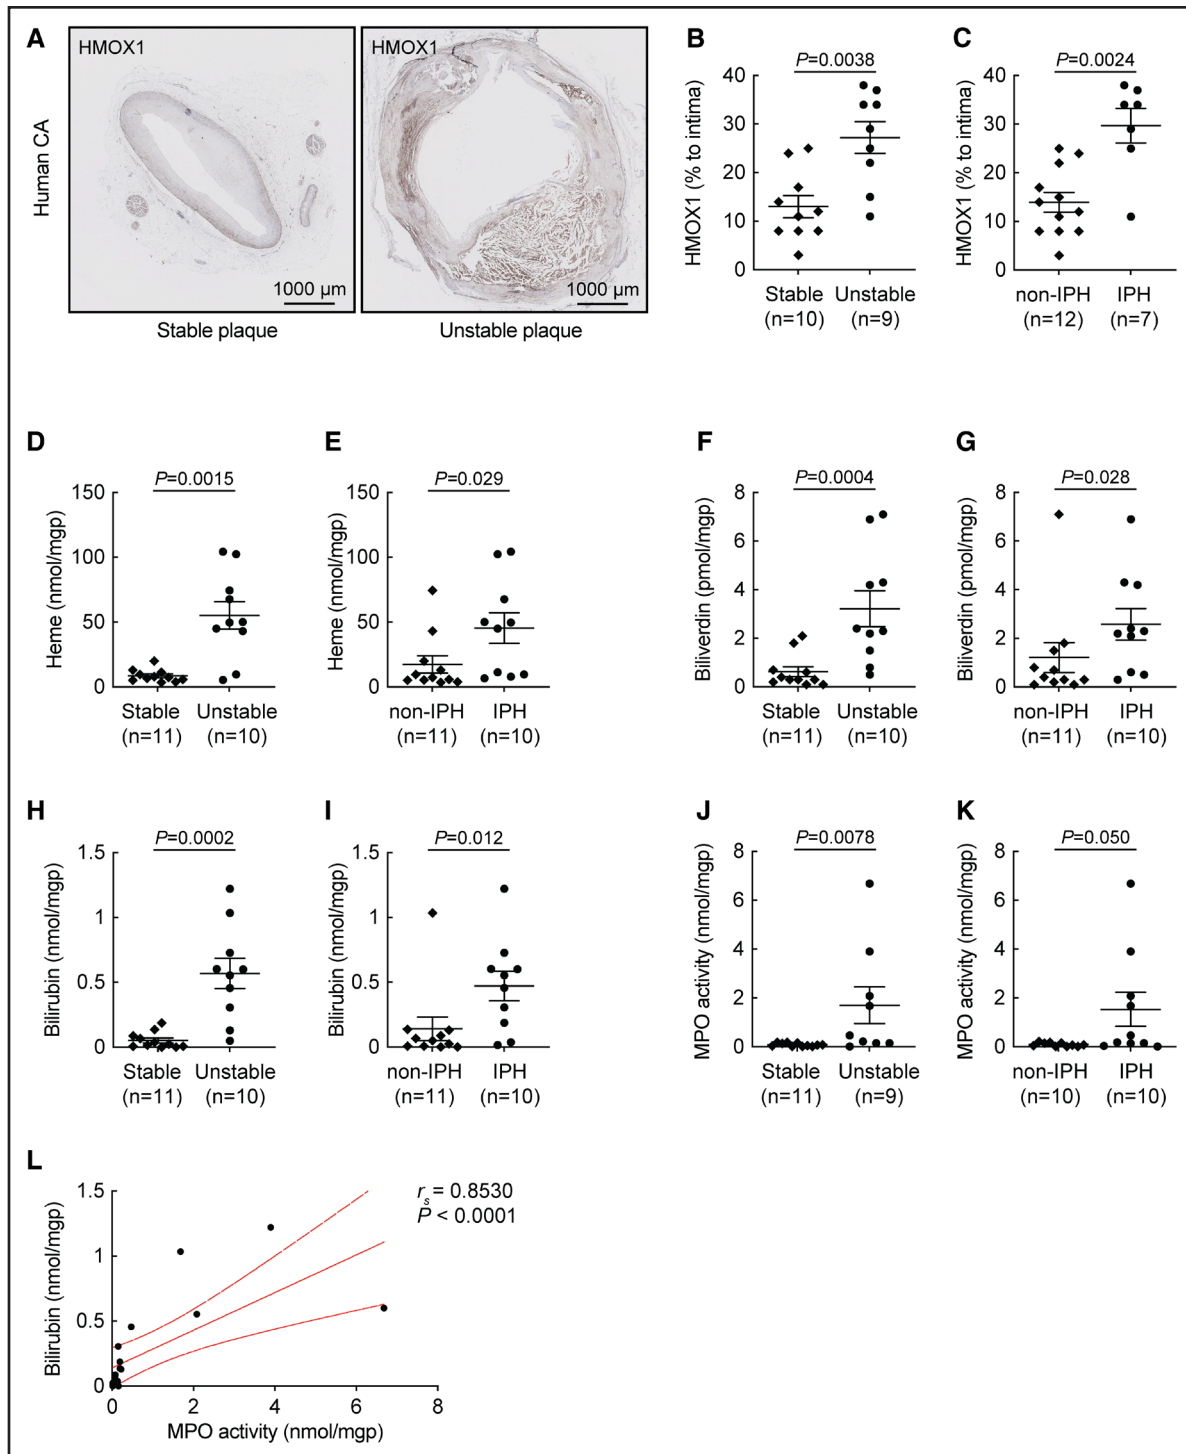 A
HMOX1
HMOX1
Human CA
1000 µm
1000 µm
Stable plaque
Unstable plaque
B
P=0.0038
HMOX1 (% to intima)
40
30
20
10
0
Stable
(n=10)
Unstable
(n=9)
C
P=0.0024
HMOX1 (% to intima)
40
30
20
10
0
non-IPH
(n=12)
IPH
(n=7)
D
P=0.0015
Heme (nmol/mgp)
150
100
50
0
Stable
(n=11)
Unstable
(n=10)
E
P=0.029
Heme (nmol/mgp)
150
100
50
0
non-IPH
(n=11)
IPH
(n=10)
F
P=0.0004
Biliverdin (pmol/mgp)
8
6
4
2
0
Stable
(n=11)
Unstable
(n=10)
G
P=0.028
Biliverdin (pmol/mgp)
8
6
4
2
0
non-IPH
(n=11)
IPH
(n=10)
H
P=0.0002
Bilirubin (nmol/mgp)
1.5
1
0.5
0
Stable
(n=11)
Unstable
(n=10)
I
P=0.012
Bilirubin (nmol/mgp)
1.5
1
0.5
0
non-IPH
(n=11)
IPH
(n=10)
J
P=0.0078
MPO activity (nmol/mgp)
8
6
4
2
0
Stable
(n=11)
Unstable
(n=9)
K
P=0.050
MPO activity (nmol/mgp)
8
6
4
2
0
non-IPH
(n=10)
IPH
(n=10)
L
Bilirubin (nmol/mgp)
1.5
1
0.5
0
0
2
4
6
8
MPO activity (nmol/mgp)
rs = 0.8530
P < 0.0001